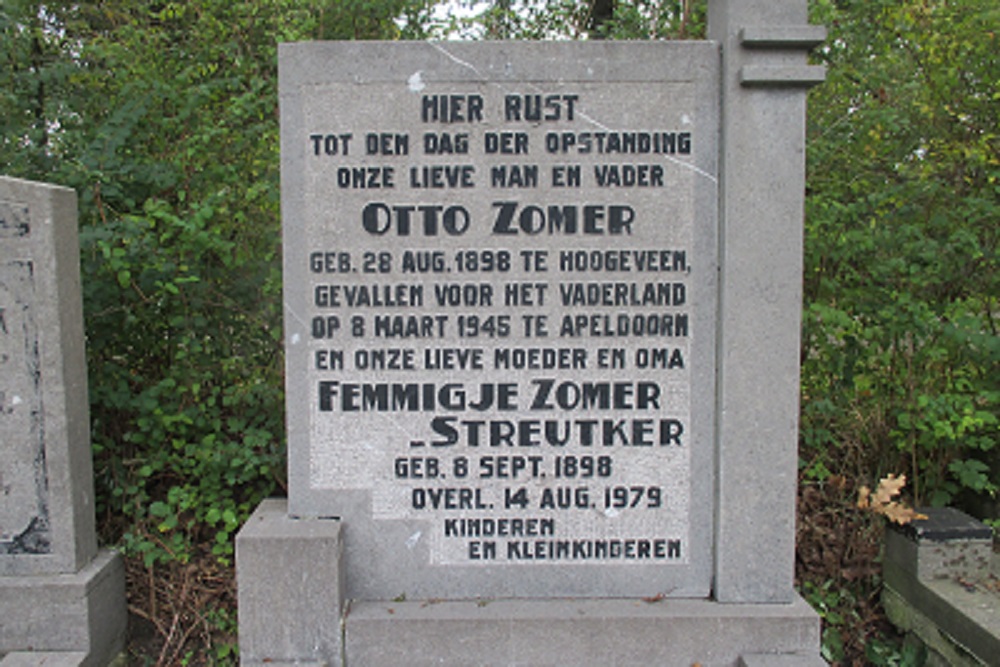 HIER RUST
TOT DEN DAG DER OPSTANDING
ONZE LIEVE MAN EN VADER
OTTO ZOMER
GEB. 28 AUG. 1898 TE HOOGEVEEN,
GEVALLEN VOOR HET VADERLAND
OP 8 MAART 1945 TE APELDOORN
EN ONZE LIEVE MOEDER EN OMA
FEMMIGJE ZOMER
-STREUTKER
GEB. 8 SEPT. 1898
OVERL. 14 AUG. 1979
KINDEREN
EN KLEINKINDEREN